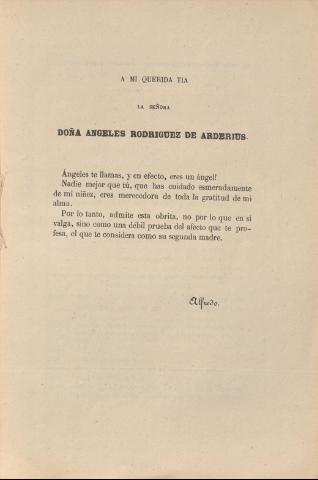 A MI QUERIDA TIA
LA SEÑORA
DOÑA ANGELES RODRIGUEZ DE ARDERIUS.
Ángeles te llamas, y en efecto, eres un ángel!
Nadie mejor que tú, que has cuidado esmeradamente
de mi niñez, eres merecedora de toda la gratitud de mi
alma.
Por lo tanto, admite esta obrita, no por lo que en si
valga, sino como una débil prueba del afecto que te pro-
fesa, el que te considera como su segunda madre.
Alfredo.